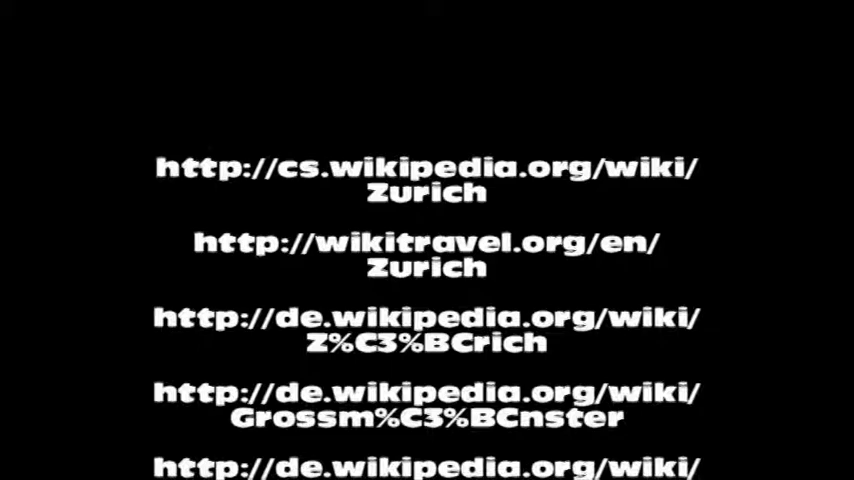 http://cs.wikipedia.org/wiki/
Zurich
http://wikitravel.org/en/
Zurich
http://de.wikipedia.org/wiki/
Z%C3%BCrich
http://de.wikipedia.org/wiki/
Grossm%C3%BCnster
http://de.wikipedia.org/wiki/